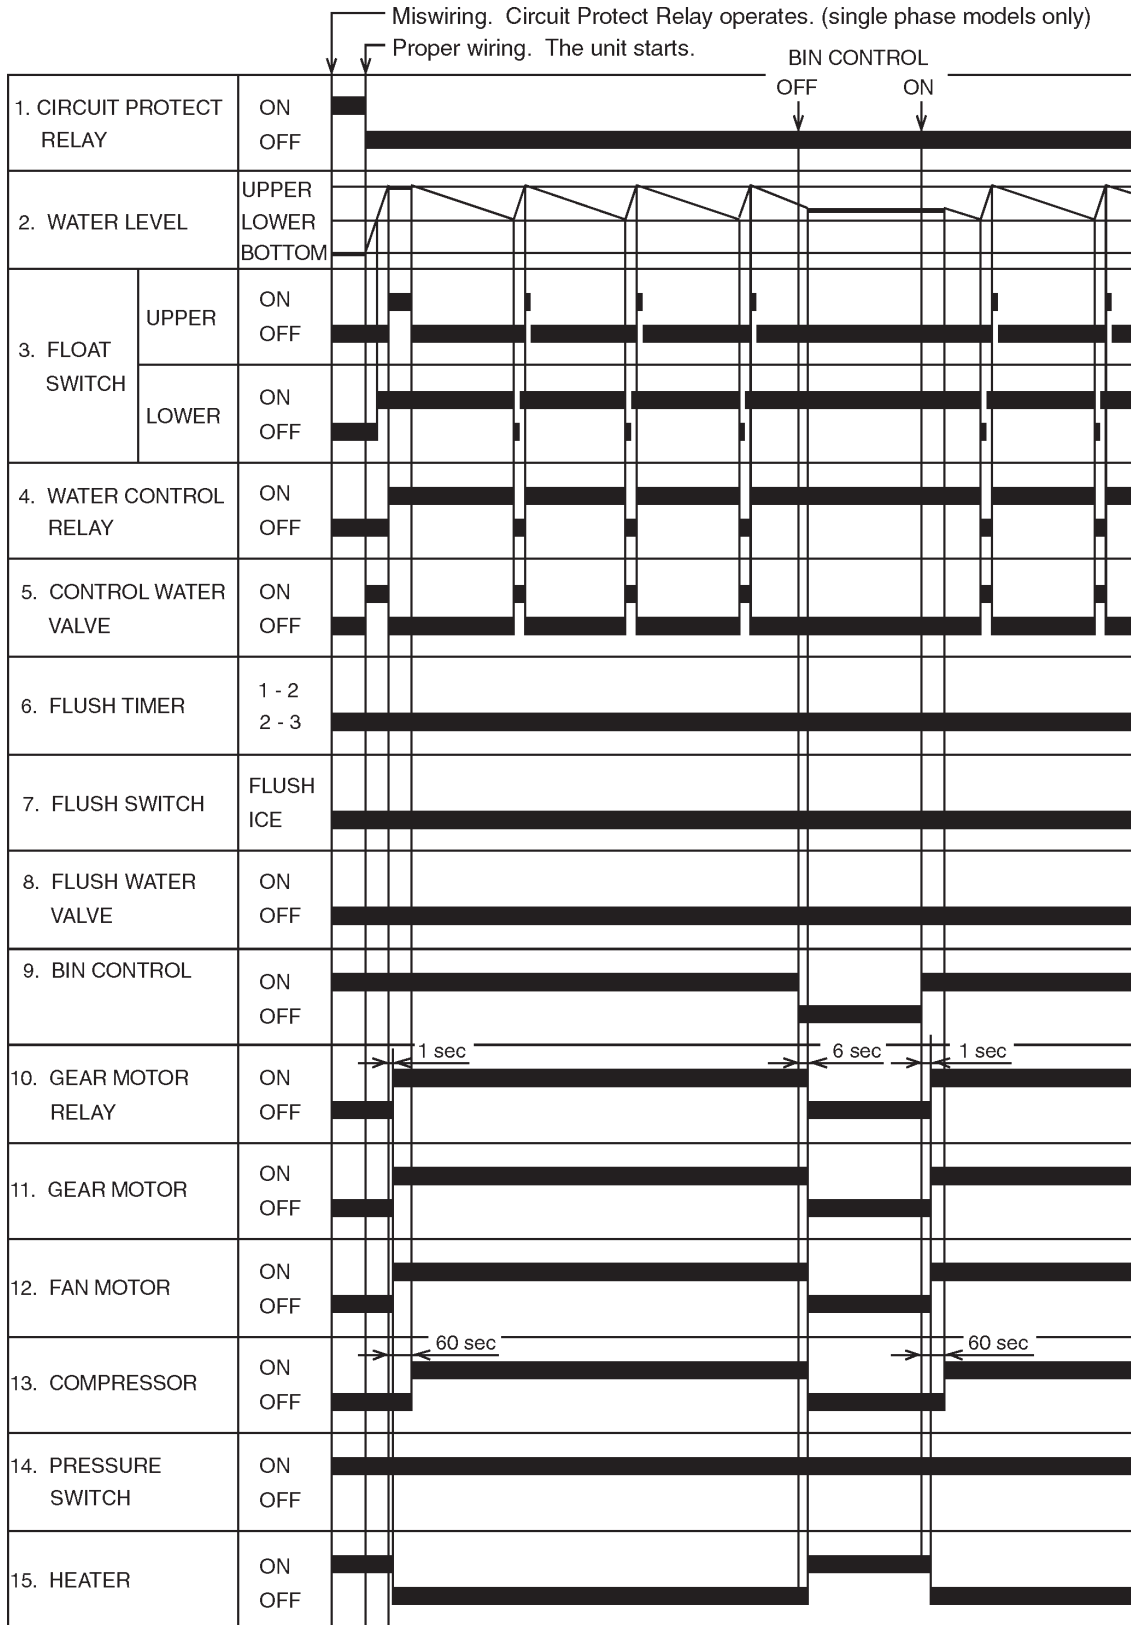 Miswiring. Circuit Protect Relay operates. (single phase models only)
Proper wiring. The unit starts.
BIN CONTROL
OFF ON
1. CIRCUIT PROTECT
RELAY
ON
OFF
2. WATER LEVEL
UPPER
LOWER
BOTTOM
3. FLOAT
SWITCH
UPPER
ON
OFF
LOWER
ON
OFF
4. WATER CONTROL
RELAY
ON
OFF
5. CONTROL WATER
VALVE
ON
OFF
6. FLUSH TIMER
1 - 2
2 - 3
7. FLUSH SWITCH
FLUSH
ICE
8. FLUSH WATER
VALVE
ON
OFF
9. BIN CONTROL
ON
OFF
1 sec 6 sec 1 sec
10. GEAR MOTOR
RELAY
ON
OFF
11. GEAR MOTOR
ON
OFF
12. FAN MOTOR
ON
OFF
60 sec 60 sec
13. COMPRESSOR
ON
OFF
14. PRESSURE
SWITCH
ON
OFF
15. HEATER
ON
OFF